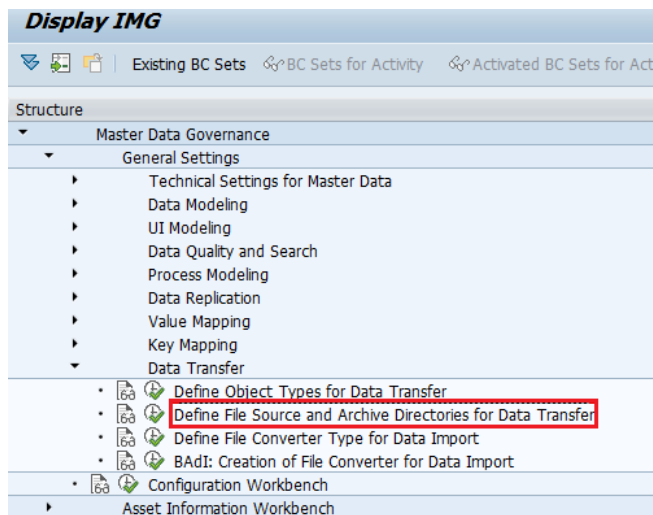 Display IMG
Existing BC Sets BC Sets for Activity Activated BC Sets for Act
Structure
Master Data Governance
General Settings
Technical Settings for Master Data
Data Modeling
UI Modeling
Data Quality and Search
Process Modeling
Data Replication
Value Mapping
Key Mapping
Data Transfer
Define Object Types for Data Transfer
Define File Source and Archive Directories for Data Transfer
Define File Converter Type for Data Import
BAdI: Creation of File Converter for Data Import
Configuration Workbench
Asset Information Workbench